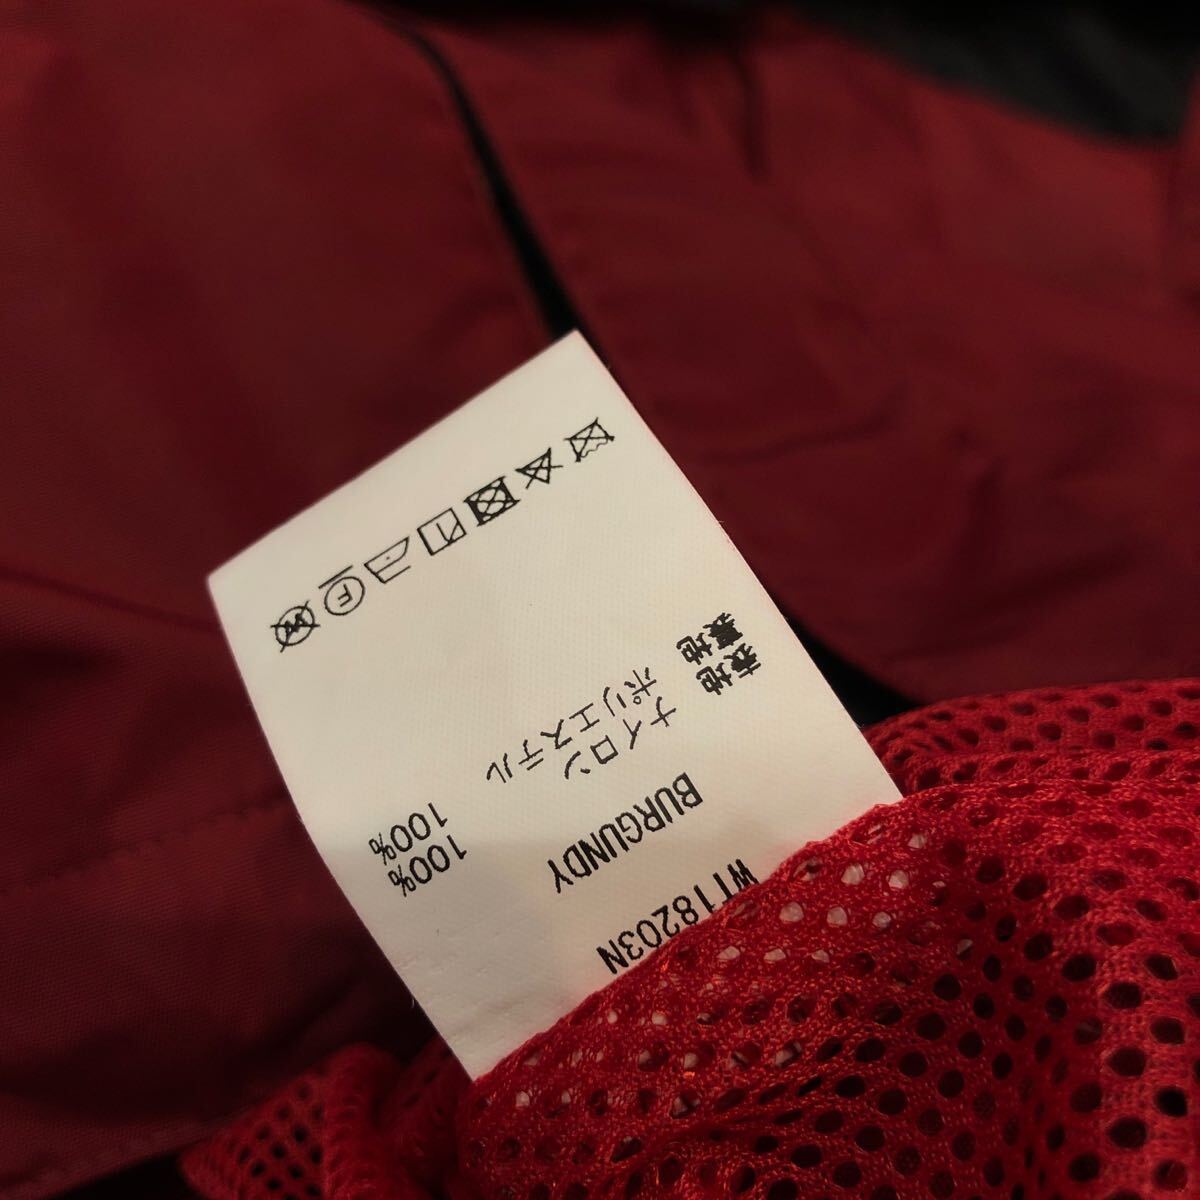 WT18203N
BURGUNDY
表地 ナイロン 100%
裏地 ポリエステル 100%
F
W